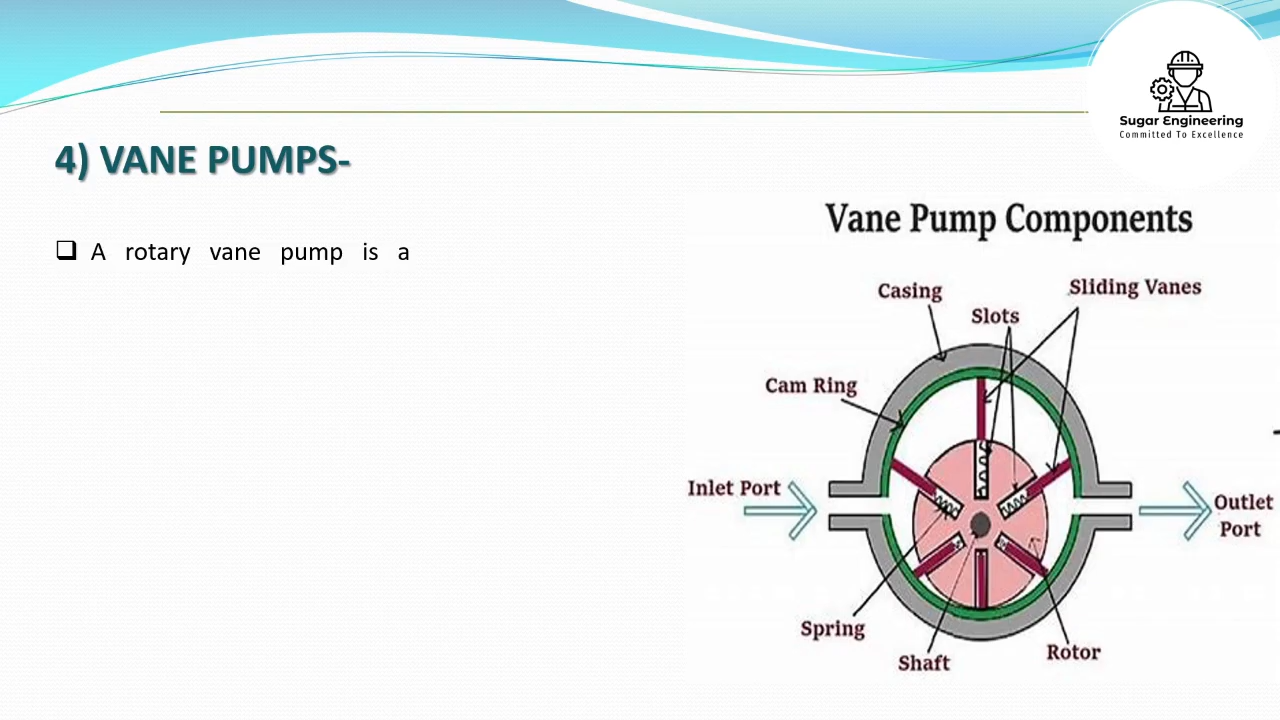 Sugar Engineering
Committed To Excellence
4) VANE PUMPS-
A rotary vane pump is a
Vane Pump Components
Casing
Sliding Vanes
Slots
Cam Ring
Inlet Port
Outlet
Port
Spring
Shaft
Rotor